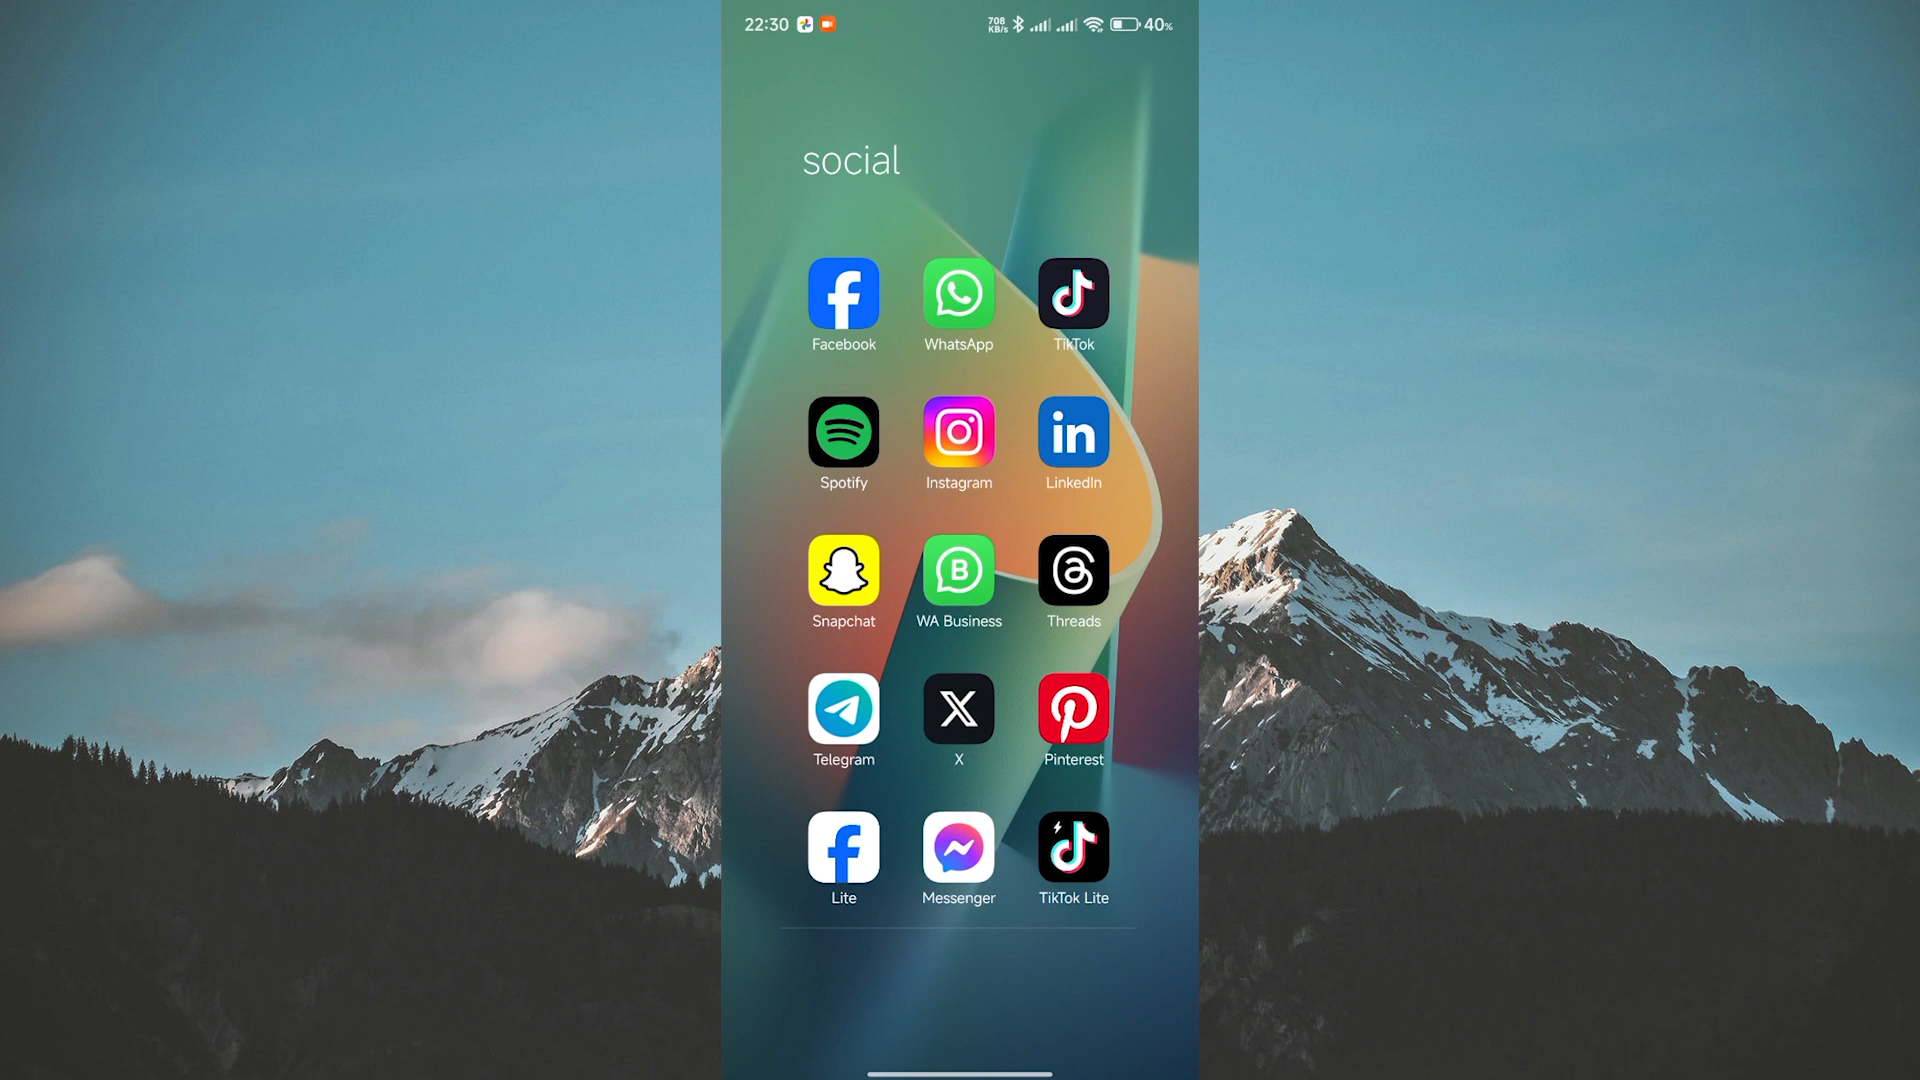 22:30 708 KB/s 40%
social
Facebook WhatsApp TikTok
Spotify Instagram LinkedIn
Snapchat WA Business Threads
Telegram X Pinterest
Lite Messenger TikTok Lite